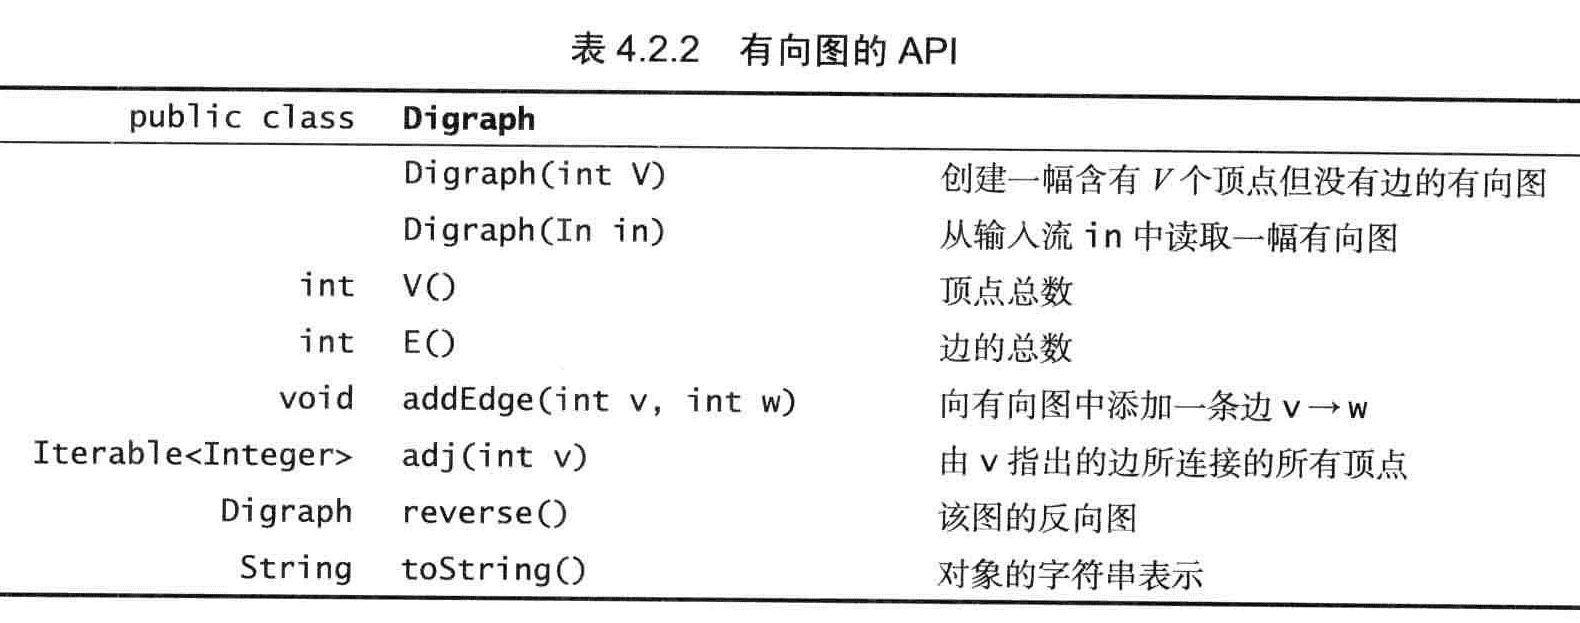 表 4.2.2 有向图的 API
public class Digraph
Digraph(int V) 创建一幅含有 V 个顶点但没有边的有向图
Digraph(In in) 从输入流 in 中读取一幅有向图
int V() 顶点总数
int E() 边的总数
void addEdge(int v, int w) 向有向图中添加一条边 v→w
Iterable<Integer> adj(int v) 由 v 指出的边所连接的所有顶点
Digraph reverse() 该图的反向图
String toString() 对象的字符串表示